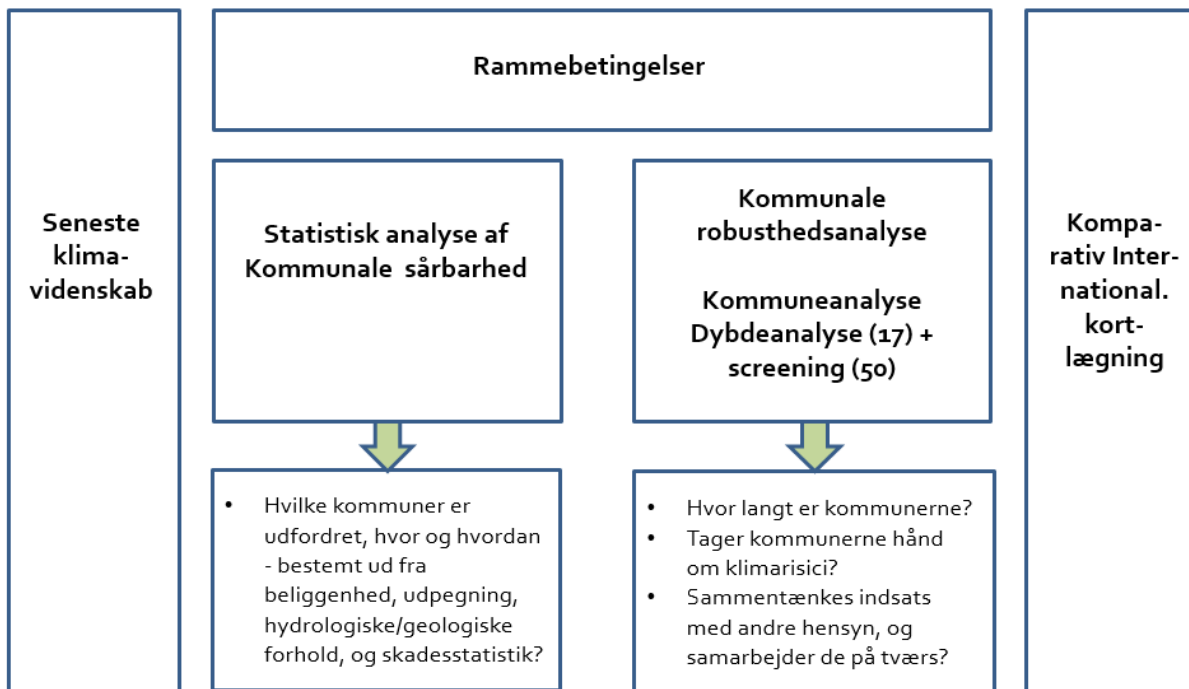 Rammebetingelser
Seneste
klima-
videnskab
Statistisk analyse af
Kommunale sårbarhed
• Hvilke kommuner er
udfordret, hvor og hvordan
- bestemt ud fra
beliggenhed, udpegning,
hydrologiske/geologiske
forhold, og skadesstatistik?
Kommunale
robusthedsanalyse
Kommuneanalyse
Dybdeanalyse (17) +
screening (50)
• Hvor langt er kommunerne?
• Tager kommunerne hånd
om klimarisici?
• Sammentænkes indsats
med andre hensyn, og
samarbejder de på tværs?
Kompa-
rativ Inter-
national.
kort-
lægning